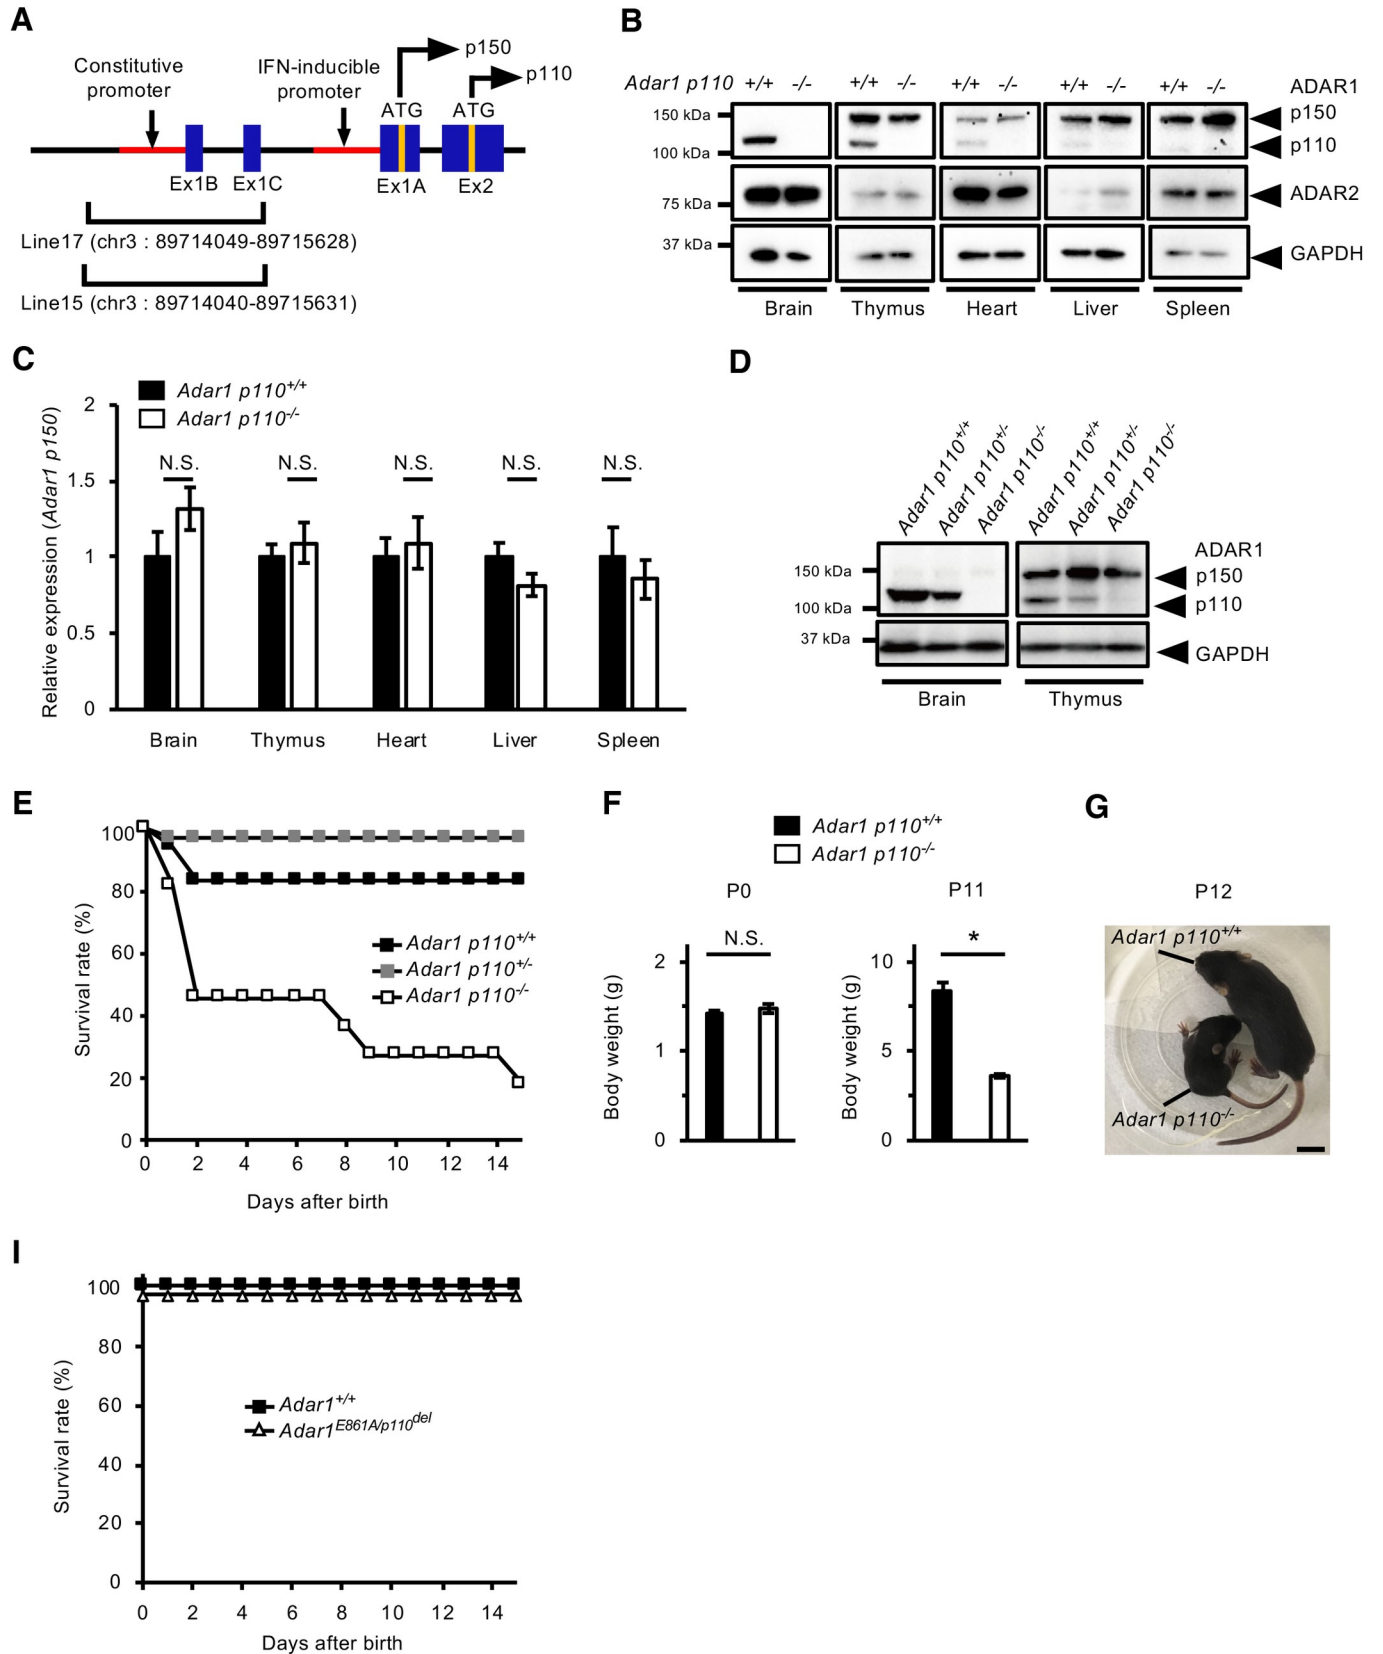 A
Constitutive
promoter
IFN-inducible
promoter
p150
p110
ATG
ATG
Ex1B
Ex1C
Ex1A
Ex2
Line17 (chr3 : 89714049-89715628)
Line15 (chr3 : 89714040-89715631)
B
Adar1 p110 +/+ -/- +/+ -/- +/+ -/- +/+ -/- +/+ -/-
ADAR1
150 kDa
p150
100 kDa
p110
75 kDa
ADAR2
37 kDa
GAPDH
Brain Thymus Heart Liver Spleen
C
Adar1 p110+/+
Adar1 p110-/-
Relative expression (Adar1 p150)
2
1.5
1
0.5
0
N.S. N.S. N.S. N.S. N.S.
Brain Thymus Heart Liver Spleen
D
Adar1 p110+/+
Adar1 p110+/-
Adar1 p110-/-
Adar1 p110+/+
Adar1 p110+/-
Adar1 p110-/-
ADAR1
150 kDa
p150
100 kDa
p110
37 kDa
GAPDH
Brain Thymus
E
Survival rate (%)
100
80
60
40
20
0
Adar1 p110+/+
Adar1 p110+/-
Adar1 p110-/-
0 2 4 6 8 10 12 14
Days after birth
F
Adar1 p110+/+
Adar1 p110-/-
P0
N.S.
Body weight (g)
2
1
0
P11
*
Body weight (g)
10
5
0
G
P12
Adar1 p110+/+
Adar1 p110-/-
I
Survival rate (%)
100
80
60
40
20
0
Adar1+/+
Adar1E861A/p110del
0 2 4 6 8 10 12 14
Days after birth